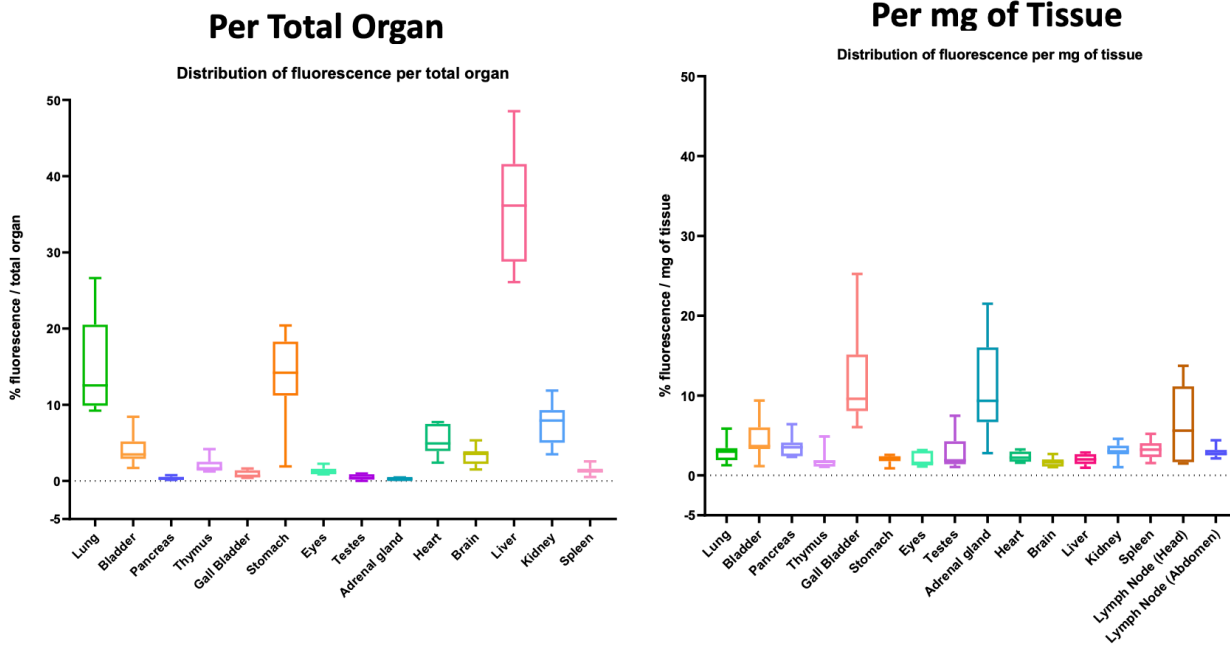 Per Total Organ
Distribution of fluorescence per total organ
% fluorescence / total organ
50
40
30
20
10
0
-5
Lung
Bladder
Pancreas
Thymus
Gall Bladder
Stomach
Eyes
Testes
Adrenal gland
Heart
Brain
Liver
Kidney
Spleen
Per mg of Tissue
Distribution of fluorescence per mg of tissue
% fluorescence / mg of tissue
50
40
30
20
10
0
-5
Lung
Bladder
Pancreas
Thymus
Gall Bladder
Stomach
Eyes
Testes
Adrenal gland
Heart
Brain
Liver
Kidney
Spleen
Lymph Node (Head)
Lymph Node (Abdomen)